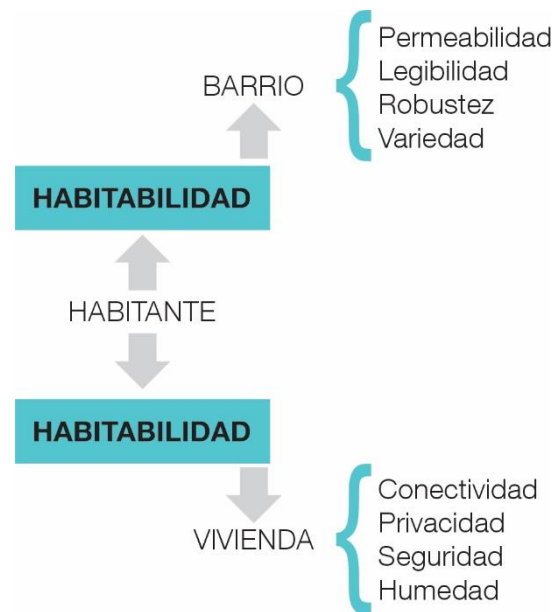 Permeabilidad
Legibilidad
BARRIO
Robustez
Variedad
HABITABILIDAD
HABITANTE
HABITABILIDAD
Conectividad
Privacidad
VIVIENDA
Seguridad
Humedad